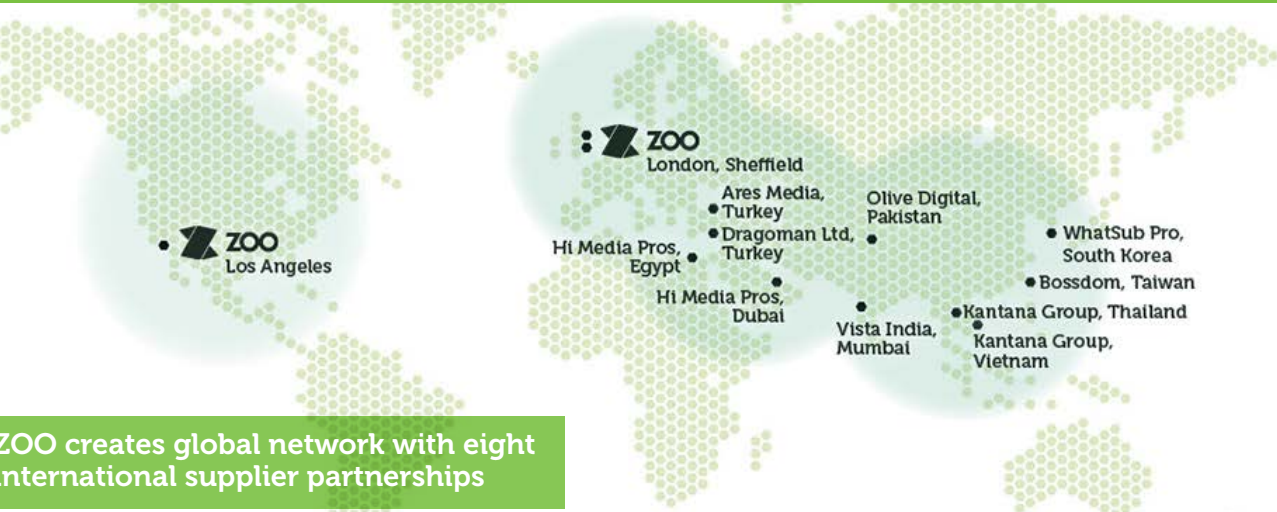 ZOO
London, Sheffield
Ares Media,
Turkey
Dragoman Ltd,
Turkey
Olive Digital,
Pakistan
WhatSub Pro,
South Korea
ZOO
Los Angeles
Hi Media Pros,
Egypt
Hi Media Pros,
Dubai
Bossdom, Taiwan
Kantana Group, Thailand
Vista India,
Mumbai
Kantana Group,
Vietnam
ZOO creates global network with eight
international supplier partnerships